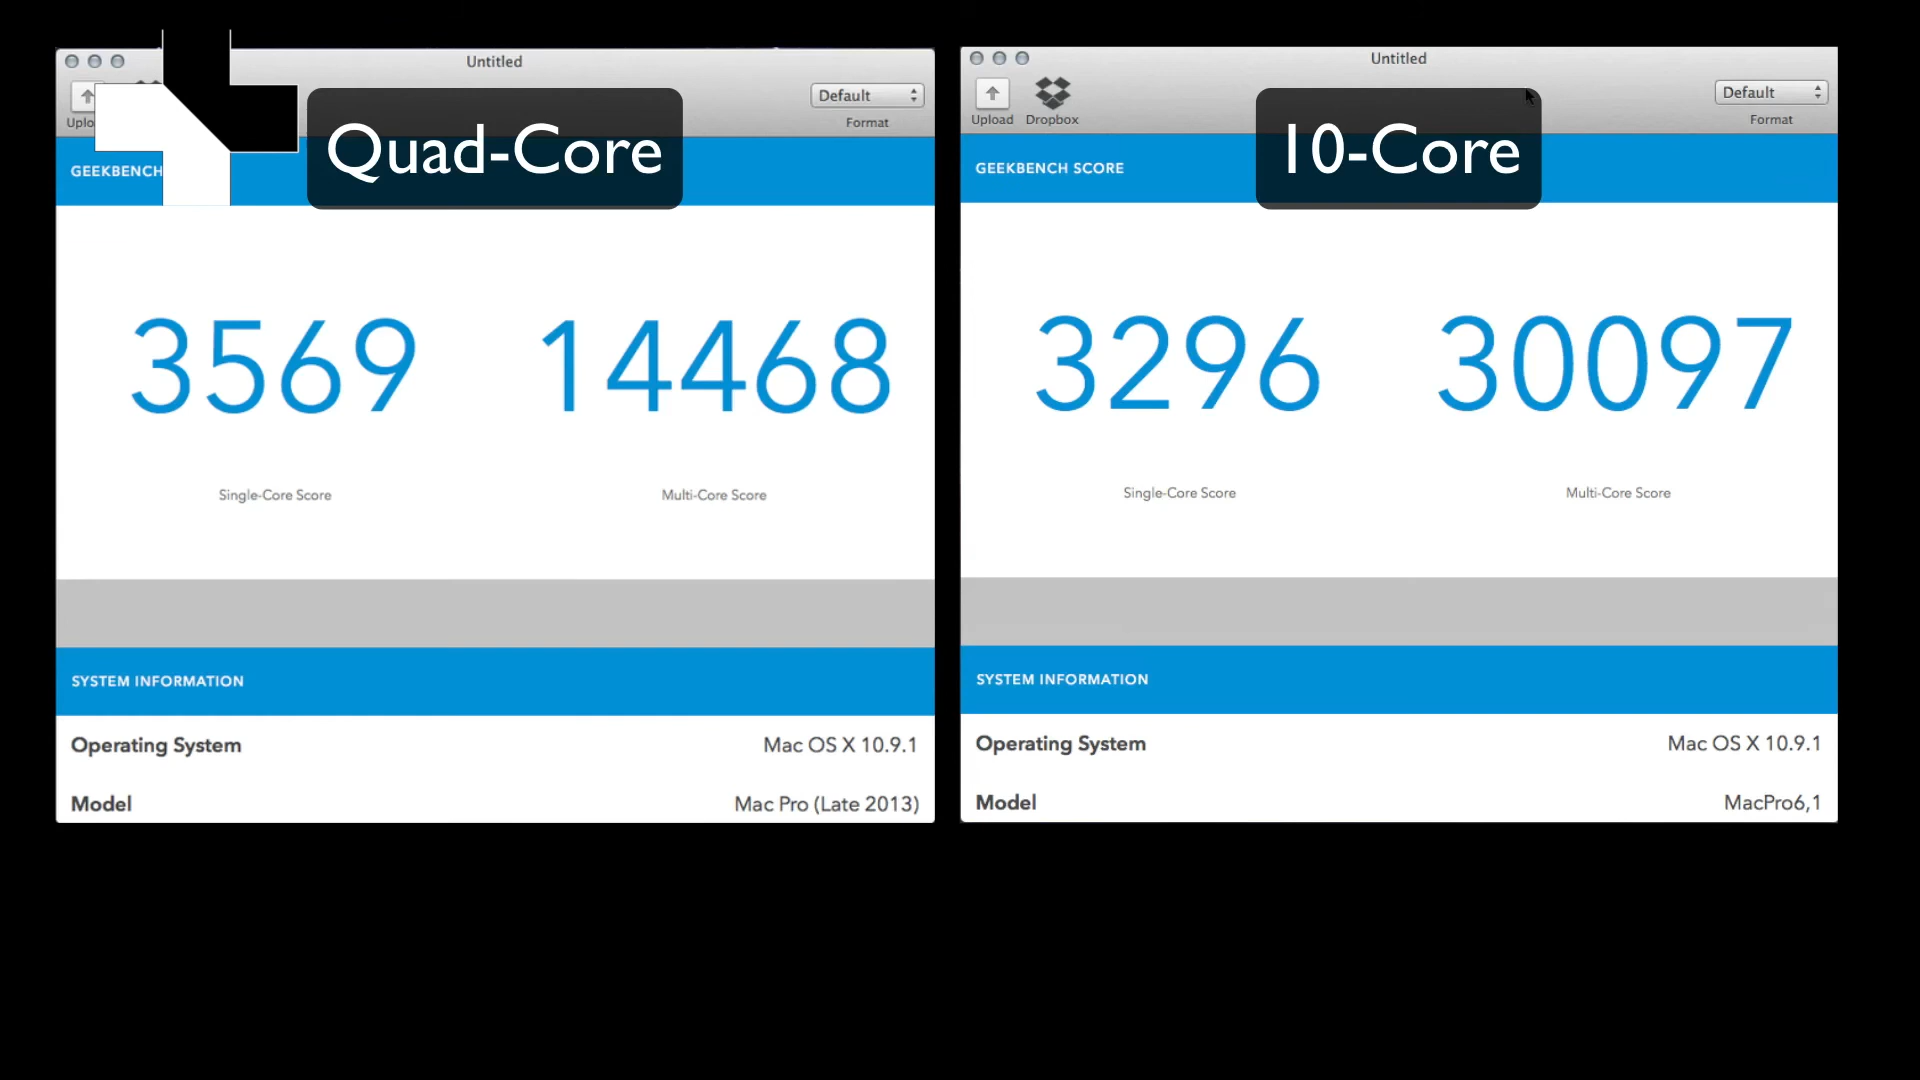 Untitled
Default
Format
Quad-Core
GEEKBENCH
3569
14468
Single-Core Score
Multi-Core Score
SYSTEM INFORMATION
Operating System
Mac OS X 10.9.1
Model
Mac Pro (Late 2013)
Untitled
Upload
Dropbox
Default
Format
10-Core
GEEKBENCH SCORE
3296
30097
Single-Core Score
Multi-Core Score
SYSTEM INFORMATION
Operating System
Mac OS X 10.9.1
Model
MacPro6,1